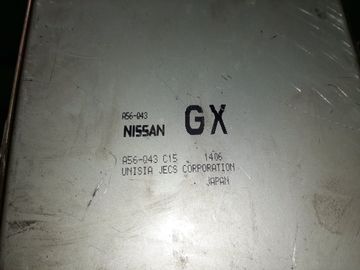 A56-043
NISSAN GX
A56-043 C15 1406
UNISIA JECS CORPORATION
JAPAN